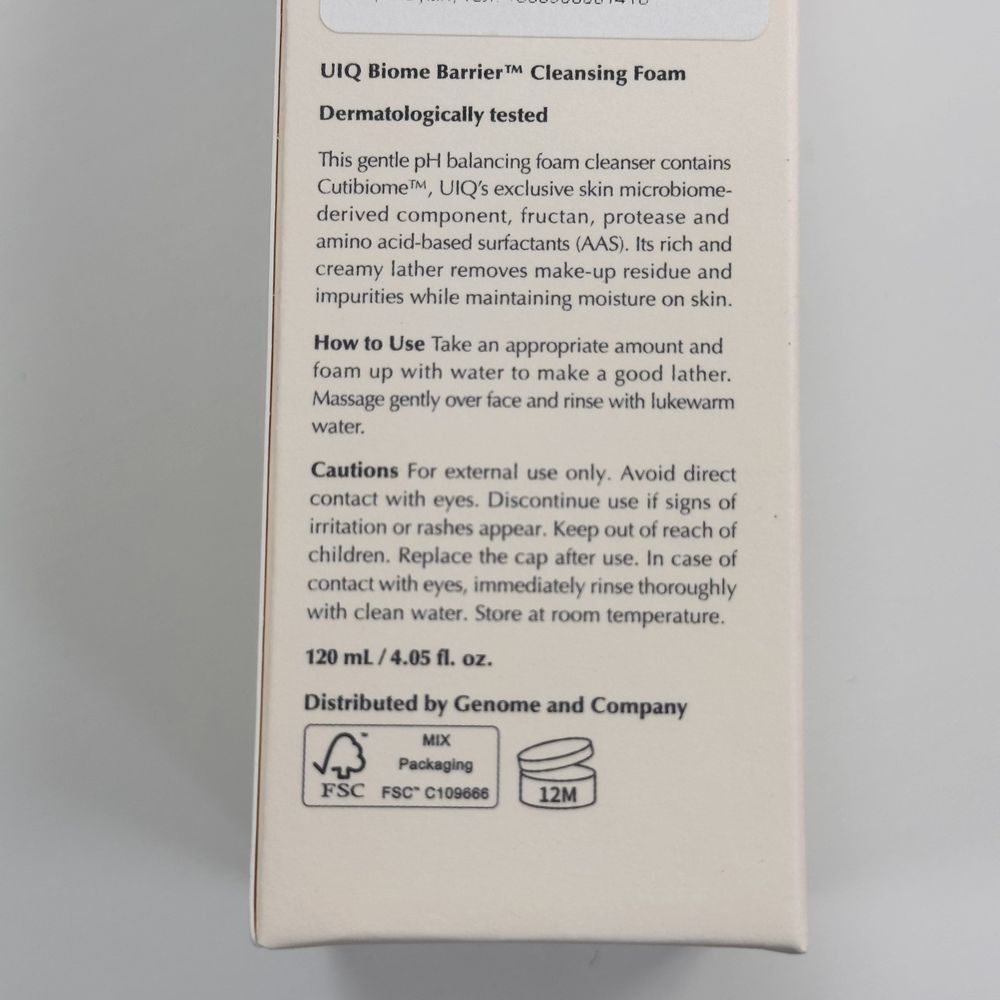 UIQ Biome Barrier™ Cleansing Foam
Dermatologically tested
This gentle pH balancing foam cleanser contains
Cutibiome™, UIQ's exclusive skin microbiome-
derived component, fructan, protease and
amino acid-based surfactants (AAS). Its rich and
creamy lather removes make-up residue and
impurities while maintaining moisture on skin.
How to Use Take an appropriate amount and
foam up with water to make a good lather.
Massage gently over face and rinse with lukewarm
water.
Cautions For external use only. Avoid direct
contact with eyes. Discontinue use if signs of
irritation or rashes appear. Keep out of reach of
children. Replace the cap after use. In case of
contact with eyes, immediately rinse thoroughly
with clean water. Store at room temperature.
120 mL / 4.05 fl. oz.
Distributed by Genome and Company
MIX
Packaging
FSC FSC™ C109666
12M